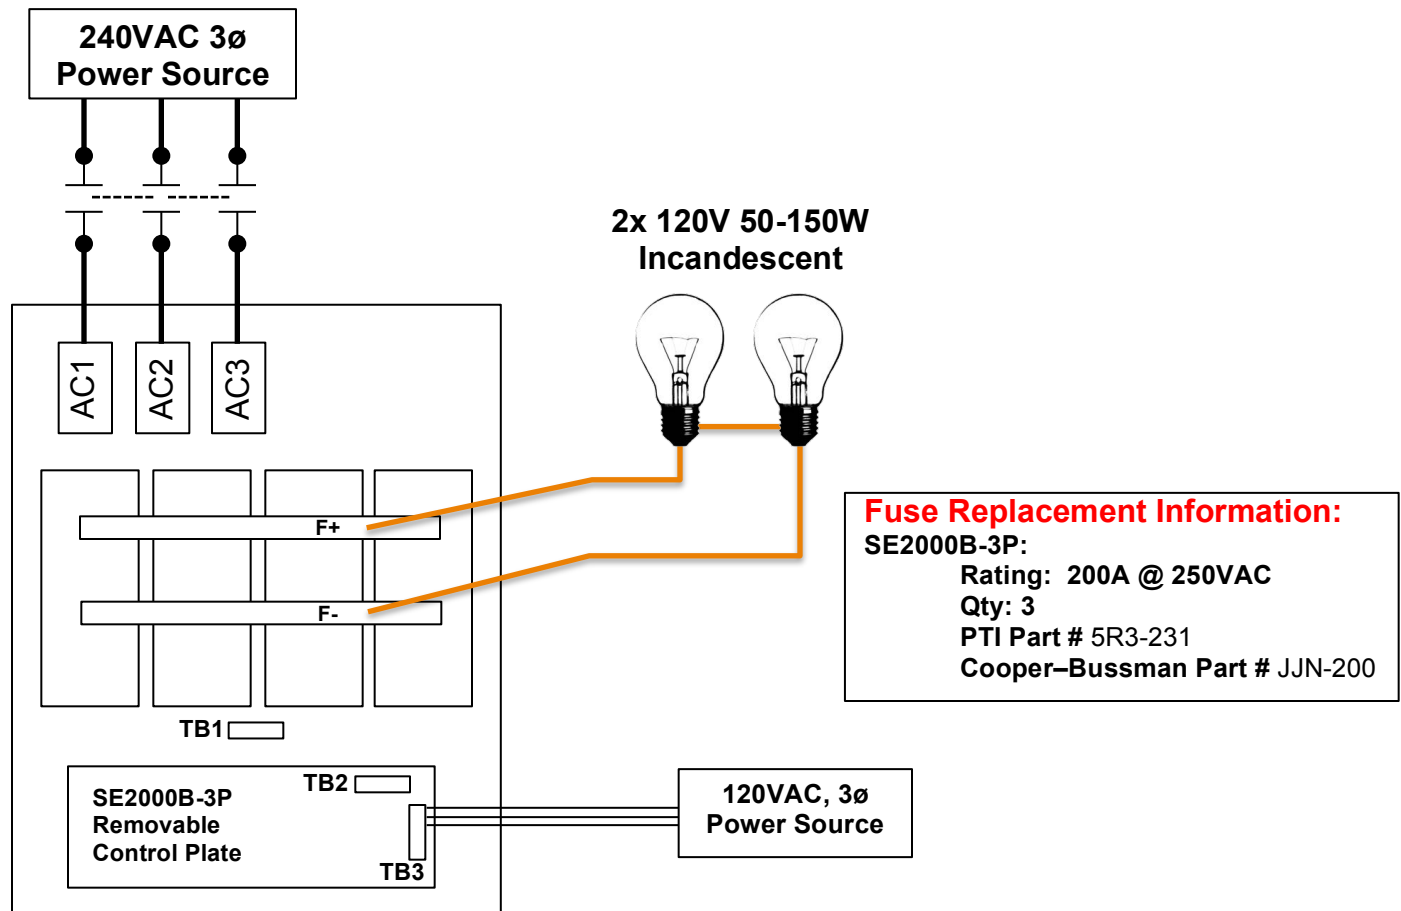 240VAC 3ø
Power Source
2x 120V 50-150W
Incandescent
AC1
AC2
AC3
F+
F-
Fuse Replacement Information:
SE2000B-3P:
Rating: 200A @ 250VAC
Qty: 3
PTI Part # 5R3-231
Cooper–Bussman Part # JJN-200
TB1
TB2
SE2000B-3P
Removable
Control Plate
TB3
120VAC, 3ø
Power Source